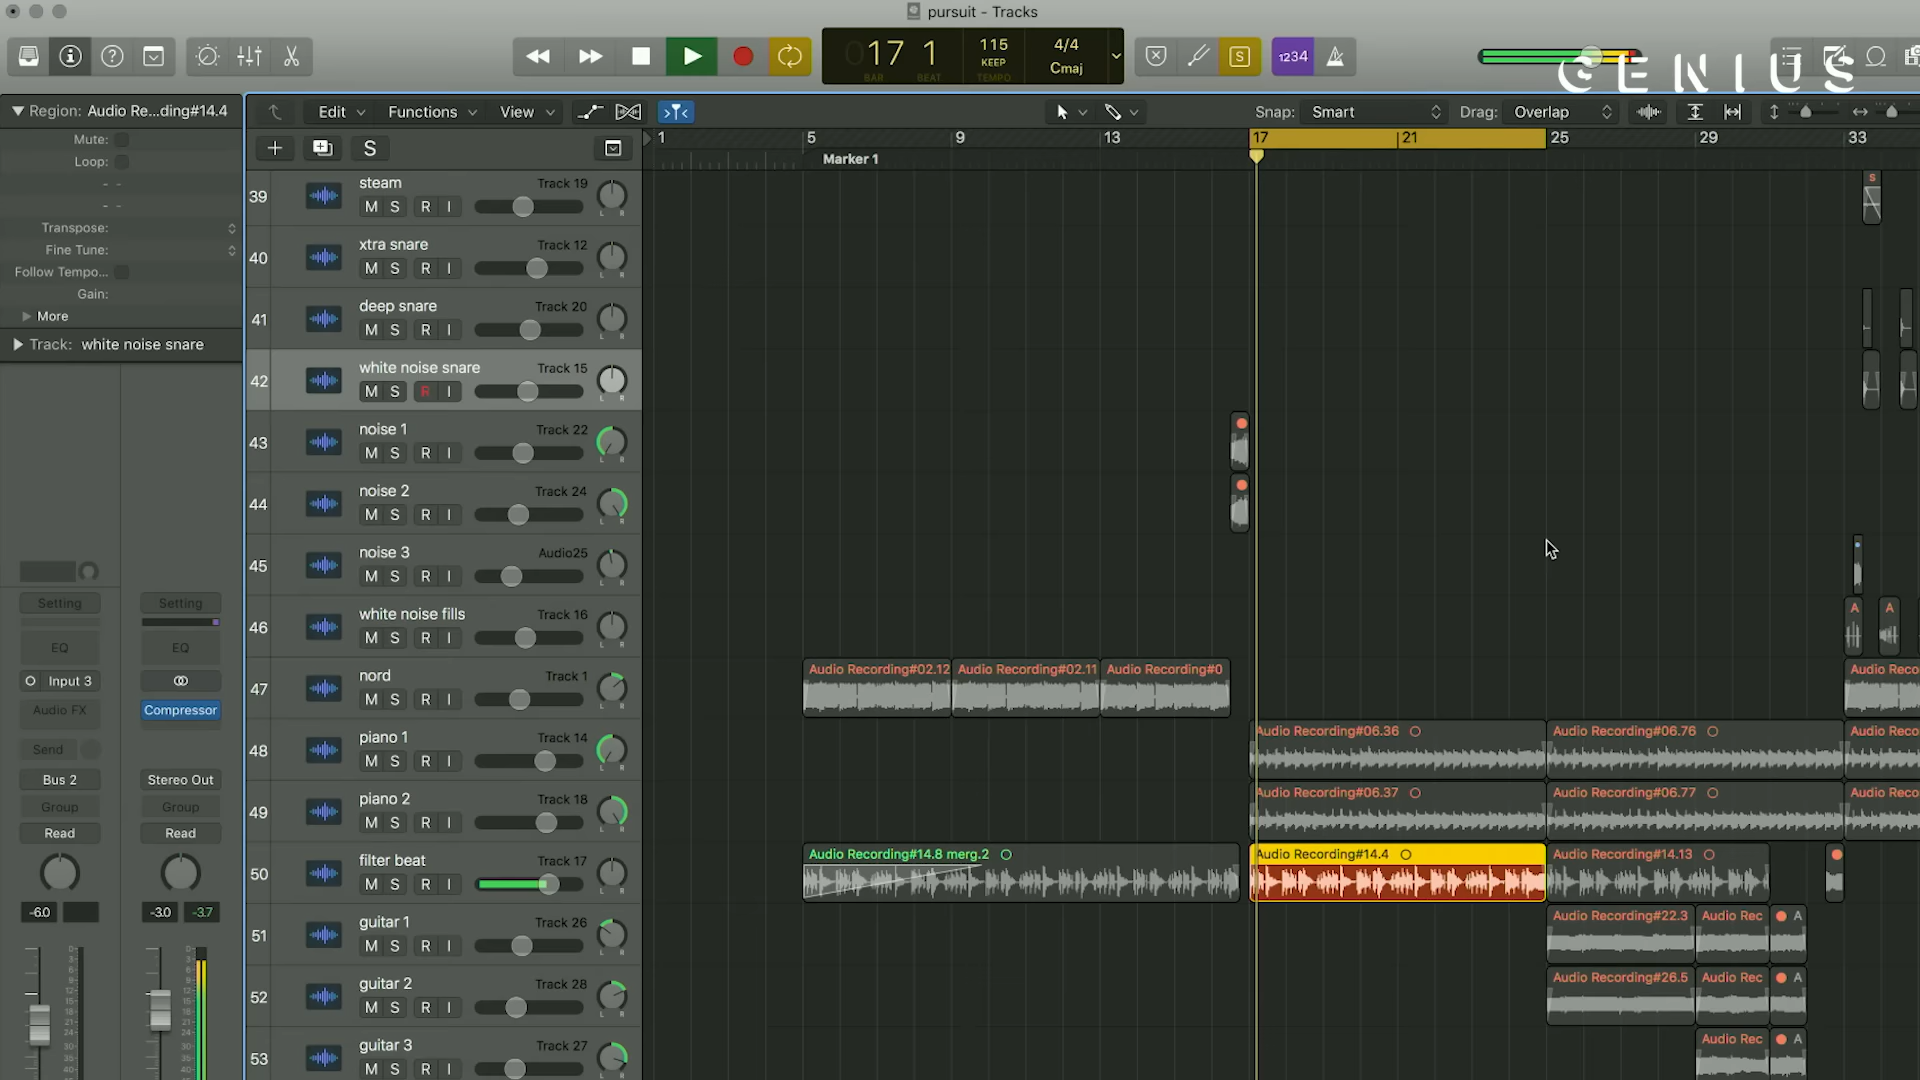 pursuit - Tracks
17 1
BAR BEAT
115
KEEP
TEMPO
4/4
Cmaj
S
1234
GENIUS
Region: Audio Re...ding#14.4
Mute:
Loop:
Transpose:
Fine Tune:
Follow Tempo...
Gain:
More
Track: white noise snare
Edit Functions View
Snap: Smart
Drag: Overlap
S
1 5 9 13 17 21 25 29 33
Marker 1
39 steam Track 19
M S R I
L R
40 xtra snare Track 12
M S R I
L R
41 deep snare Track 20
M S R I
L R
42 white noise snare Track 15
M S R I
L R
43 noise 1 Track 22
M S R I
L R
44 noise 2 Track 24
M S R I
L R
45 noise 3 Audio25
M S R I
L R
46 white noise fills Track 16
M S R I
L R
47 nord Track 1
M S R I
L R
48 piano 1 Track 14
M S R I
L R
49 piano 2 Track 18
M S R I
L R
50 filter beat Track 17
M S R I
L R
51 guitar 1 Track 26
M S R I
L R
52 guitar 2 Track 28
M S R I
L R
53 guitar 3 Track 27
M S R I
L R
S
A A
Audio Recording#02.12 Audio Recording#02.11 Audio Recording#0 Audio Reco
Audio Recording#06.36 Audio Recording#06.76 Audio Reco
Audio Recording#06.37 Audio Recording#06.77 Audio Reco
Audio Recording#14.8 merg.2 Audio Recording#14.4 Audio Recording#14.13
Audio Recording#22.3 Audio Rec A
Audio Recording#26.5 Audio Rec A
Audio Rec A
Setting Setting
EQ EQ
Input 3
Audio FX Compressor
Send
Bus 2 Stereo Out
Group Group
Read Read
-6.0 -3.0 -3.7